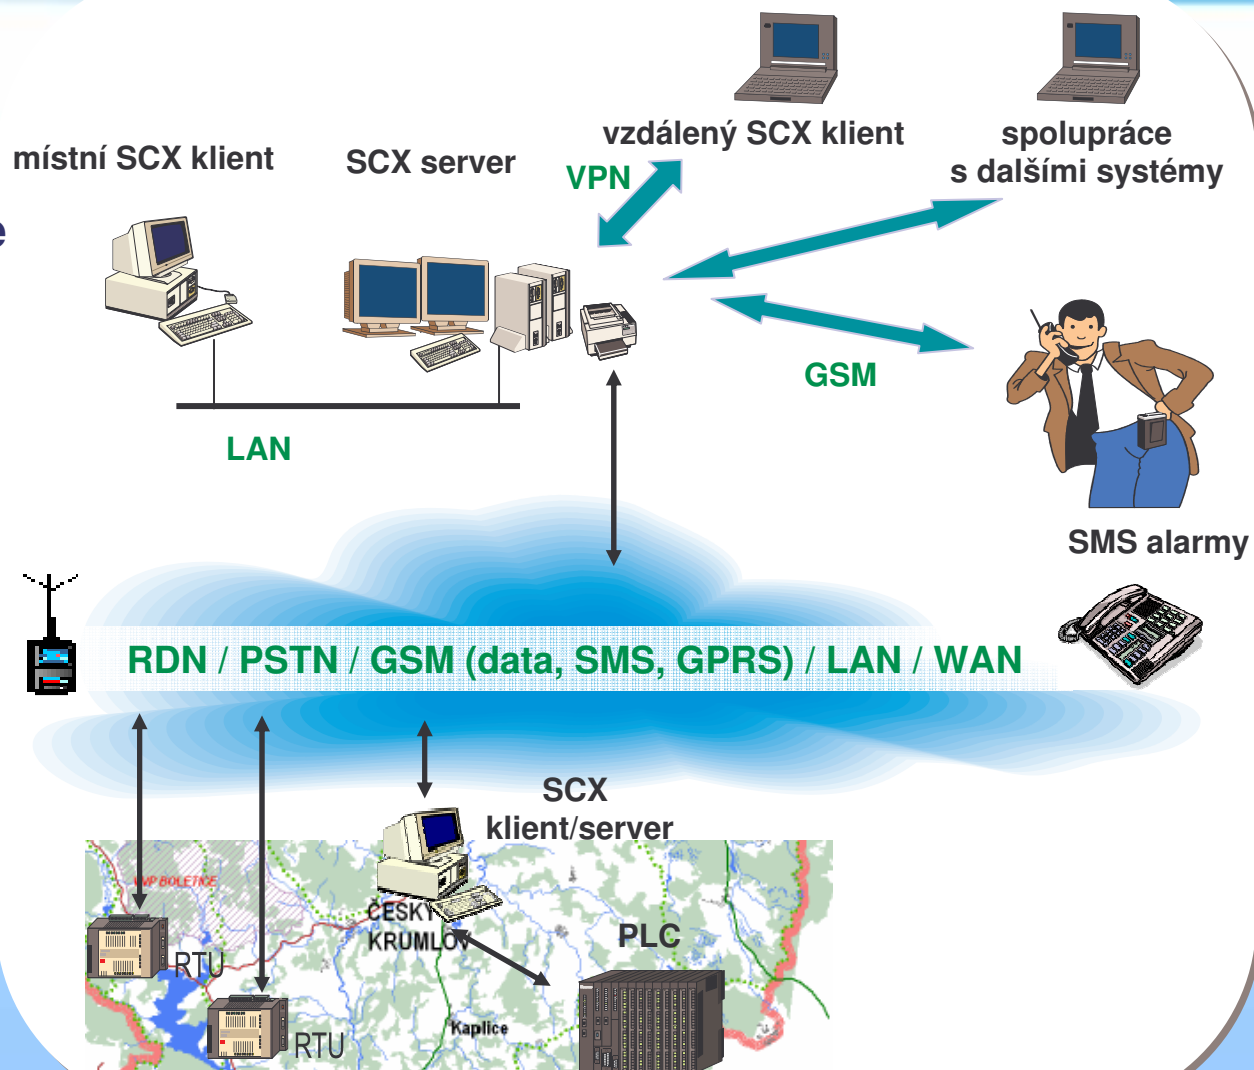 vzdálený SCX klient
spolupráce
s dalšími systémy
místní SCX klient
SCX server
VPN
e
GSM
LAN
SMS alarmy
RDN / PSTN / GSM (data, SMS, GPRS) / LAN / WAN
SCX
klient/server
VVP BOLETICE
ČESKÝ
KRUMLOV
PLC
RTU
Kaplice
RTU